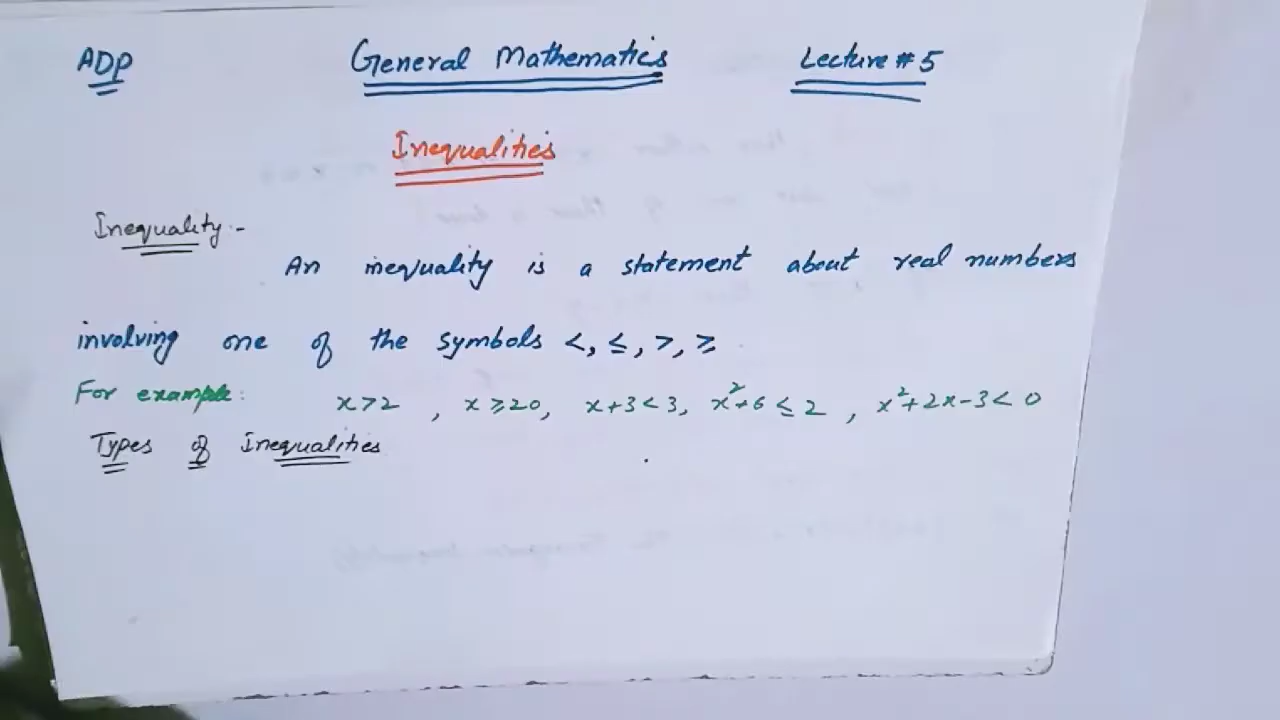 ADP General Mathematics Lecture # 5
Inequalities
Inequality :-
An inequality is a statement about real numbers
involving one of the symbols <, ≤, >, ≥
For example: x>2 , x≥20, x+3<3, x²+6≤2 , x²+2x-3<0
Types of Inequalities